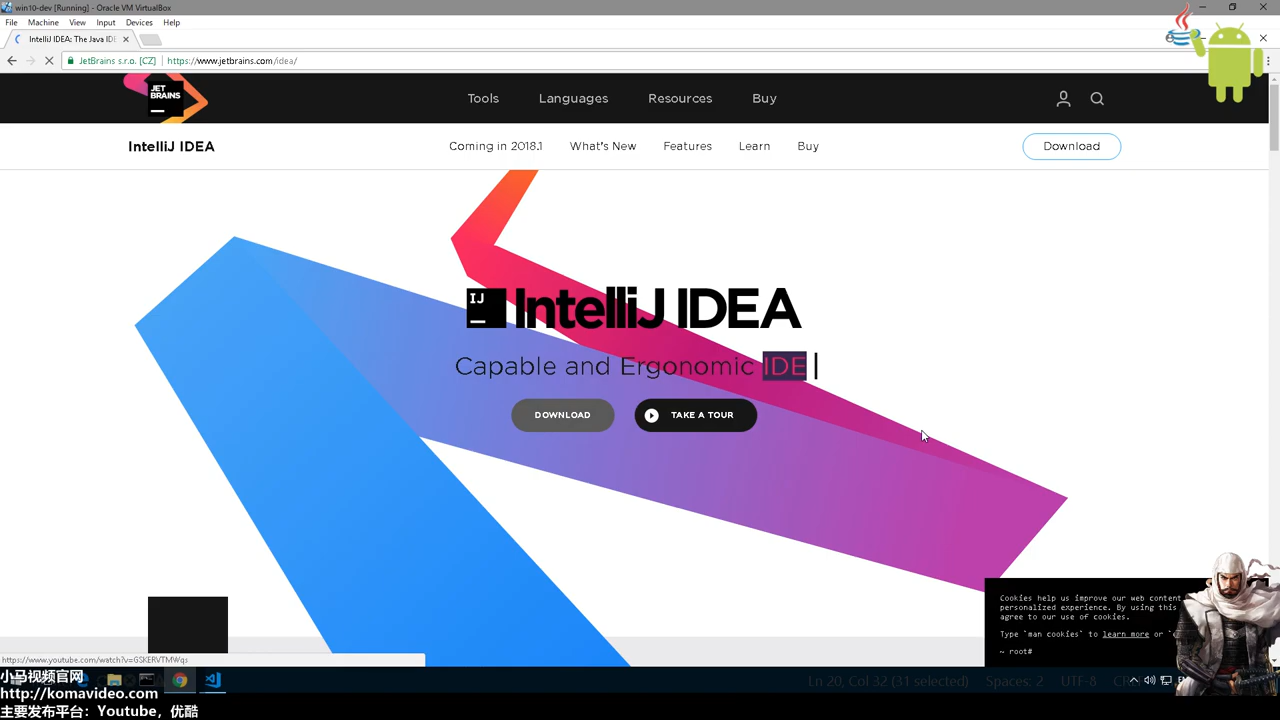 win10-dev [Running] - Oracle VM VirtualBox
File Machine View Input Devices Help
IntelliJ IDEA: The Java ID
JetBrains s.r.o. [CZ] https://www.jetbrains.com/idea/
JET
BRAINS
Tools Languages Resources Buy
IntelliJ IDEA Coming in 2018.1 What's New Features Learn Buy Download
IJ IntelliJ IDEA
Capable and Ergonomic IDE
DOWNLOAD TAKE A TOUR
Cookies help us improve our web content
personalized experience. By using this
agree to our use of cookies.
Type `man cookies` to learn more or
~ root#
https://www.youtube.com/watch?v=GSKERVTMWqs
小马视频官网
http://komavideo.com
主要发布平台：Youtube，优酷
Ln 20, Col 32 (31 selected) Spaces: 2 UTF-8